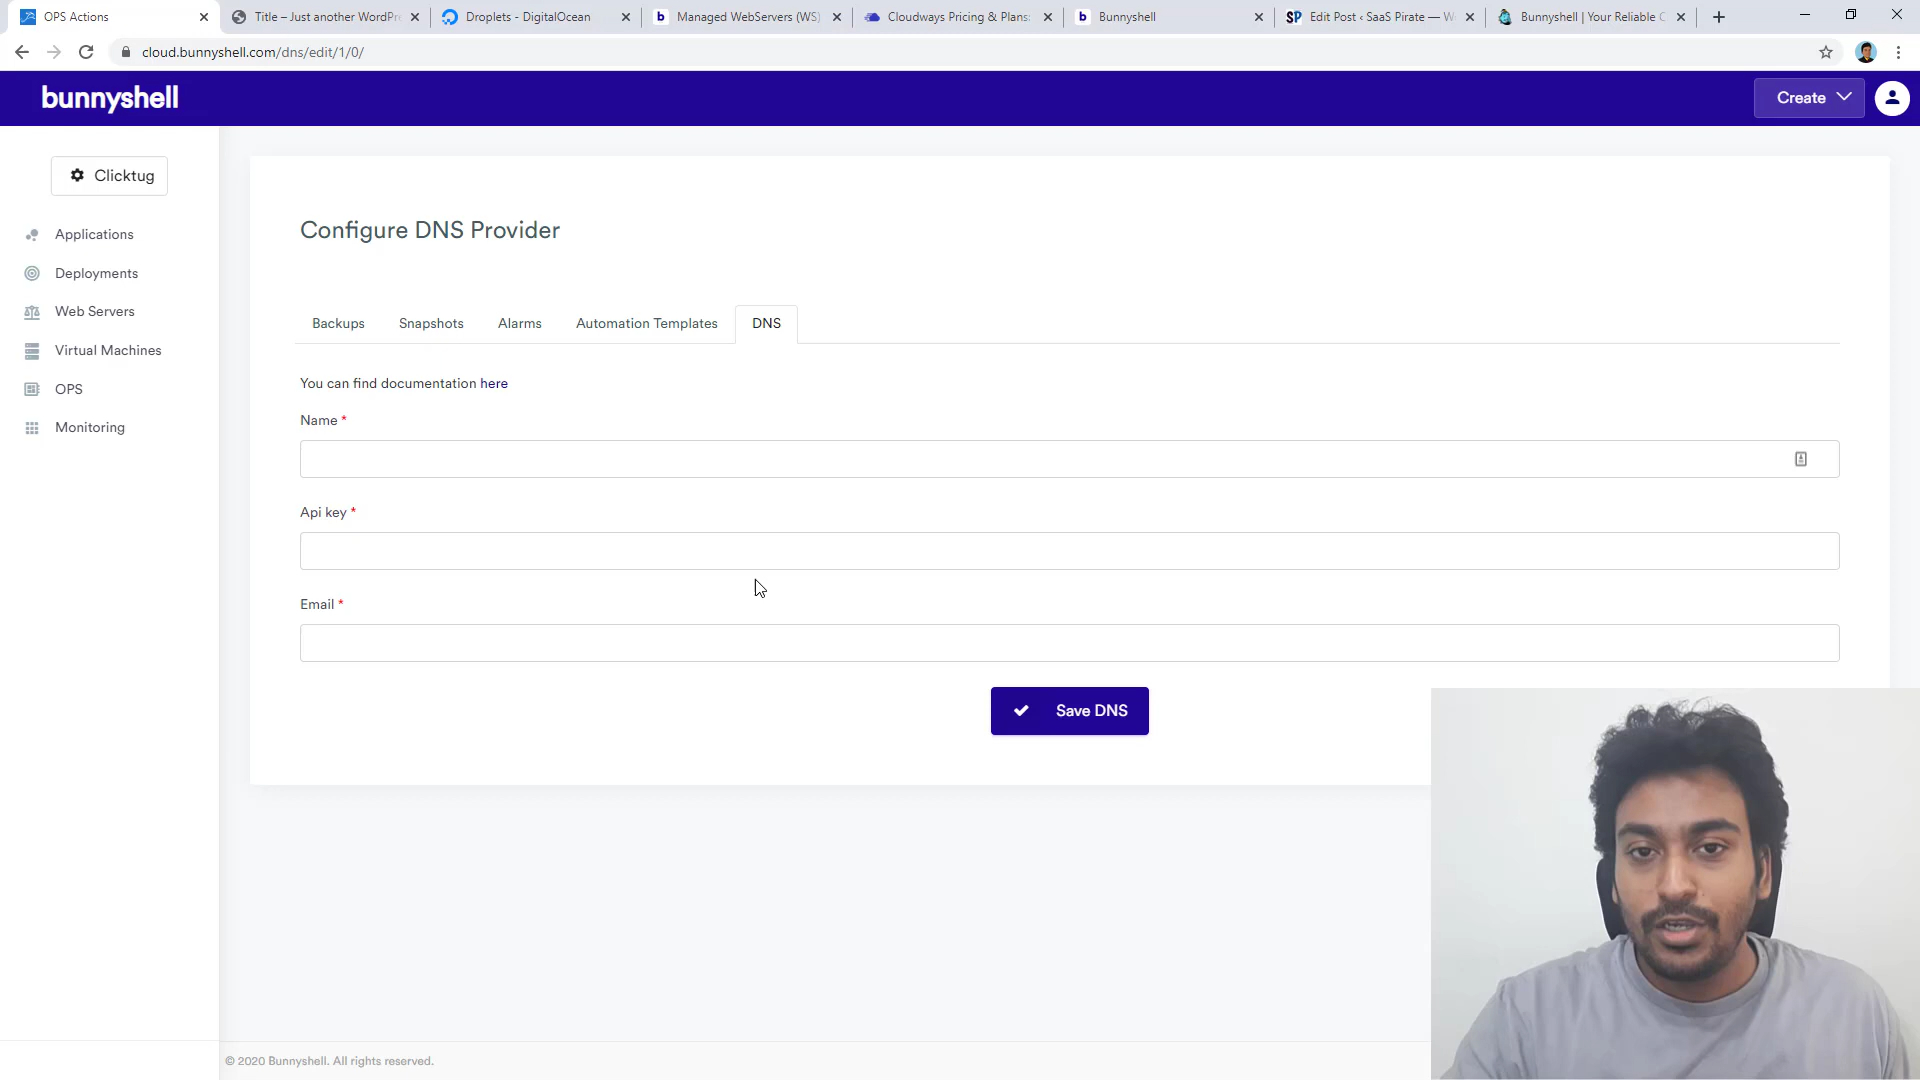 OPS Actions
Title – Just another WordPre
Droplets - DigitalOcean
Managed WebServers (WS)
Cloudways Pricing & Plans:
b Bunnyshell
SP Edit Post ‹ SaaS Pirate — W
Bunnyshell | Your Reliable C
cloud.bunnyshell.com/dns/edit/1/0/
bunnyshell
Create
Clicktug
Applications
Deployments
Web Servers
Virtual Machines
OPS
Monitoring
Configure DNS Provider
Backups
Snapshots
Alarms
Automation Templates
DNS
You can find documentation here
Name *
Api key *
Email *
Save DNS
© 2020 Bunnyshell. All rights reserved.